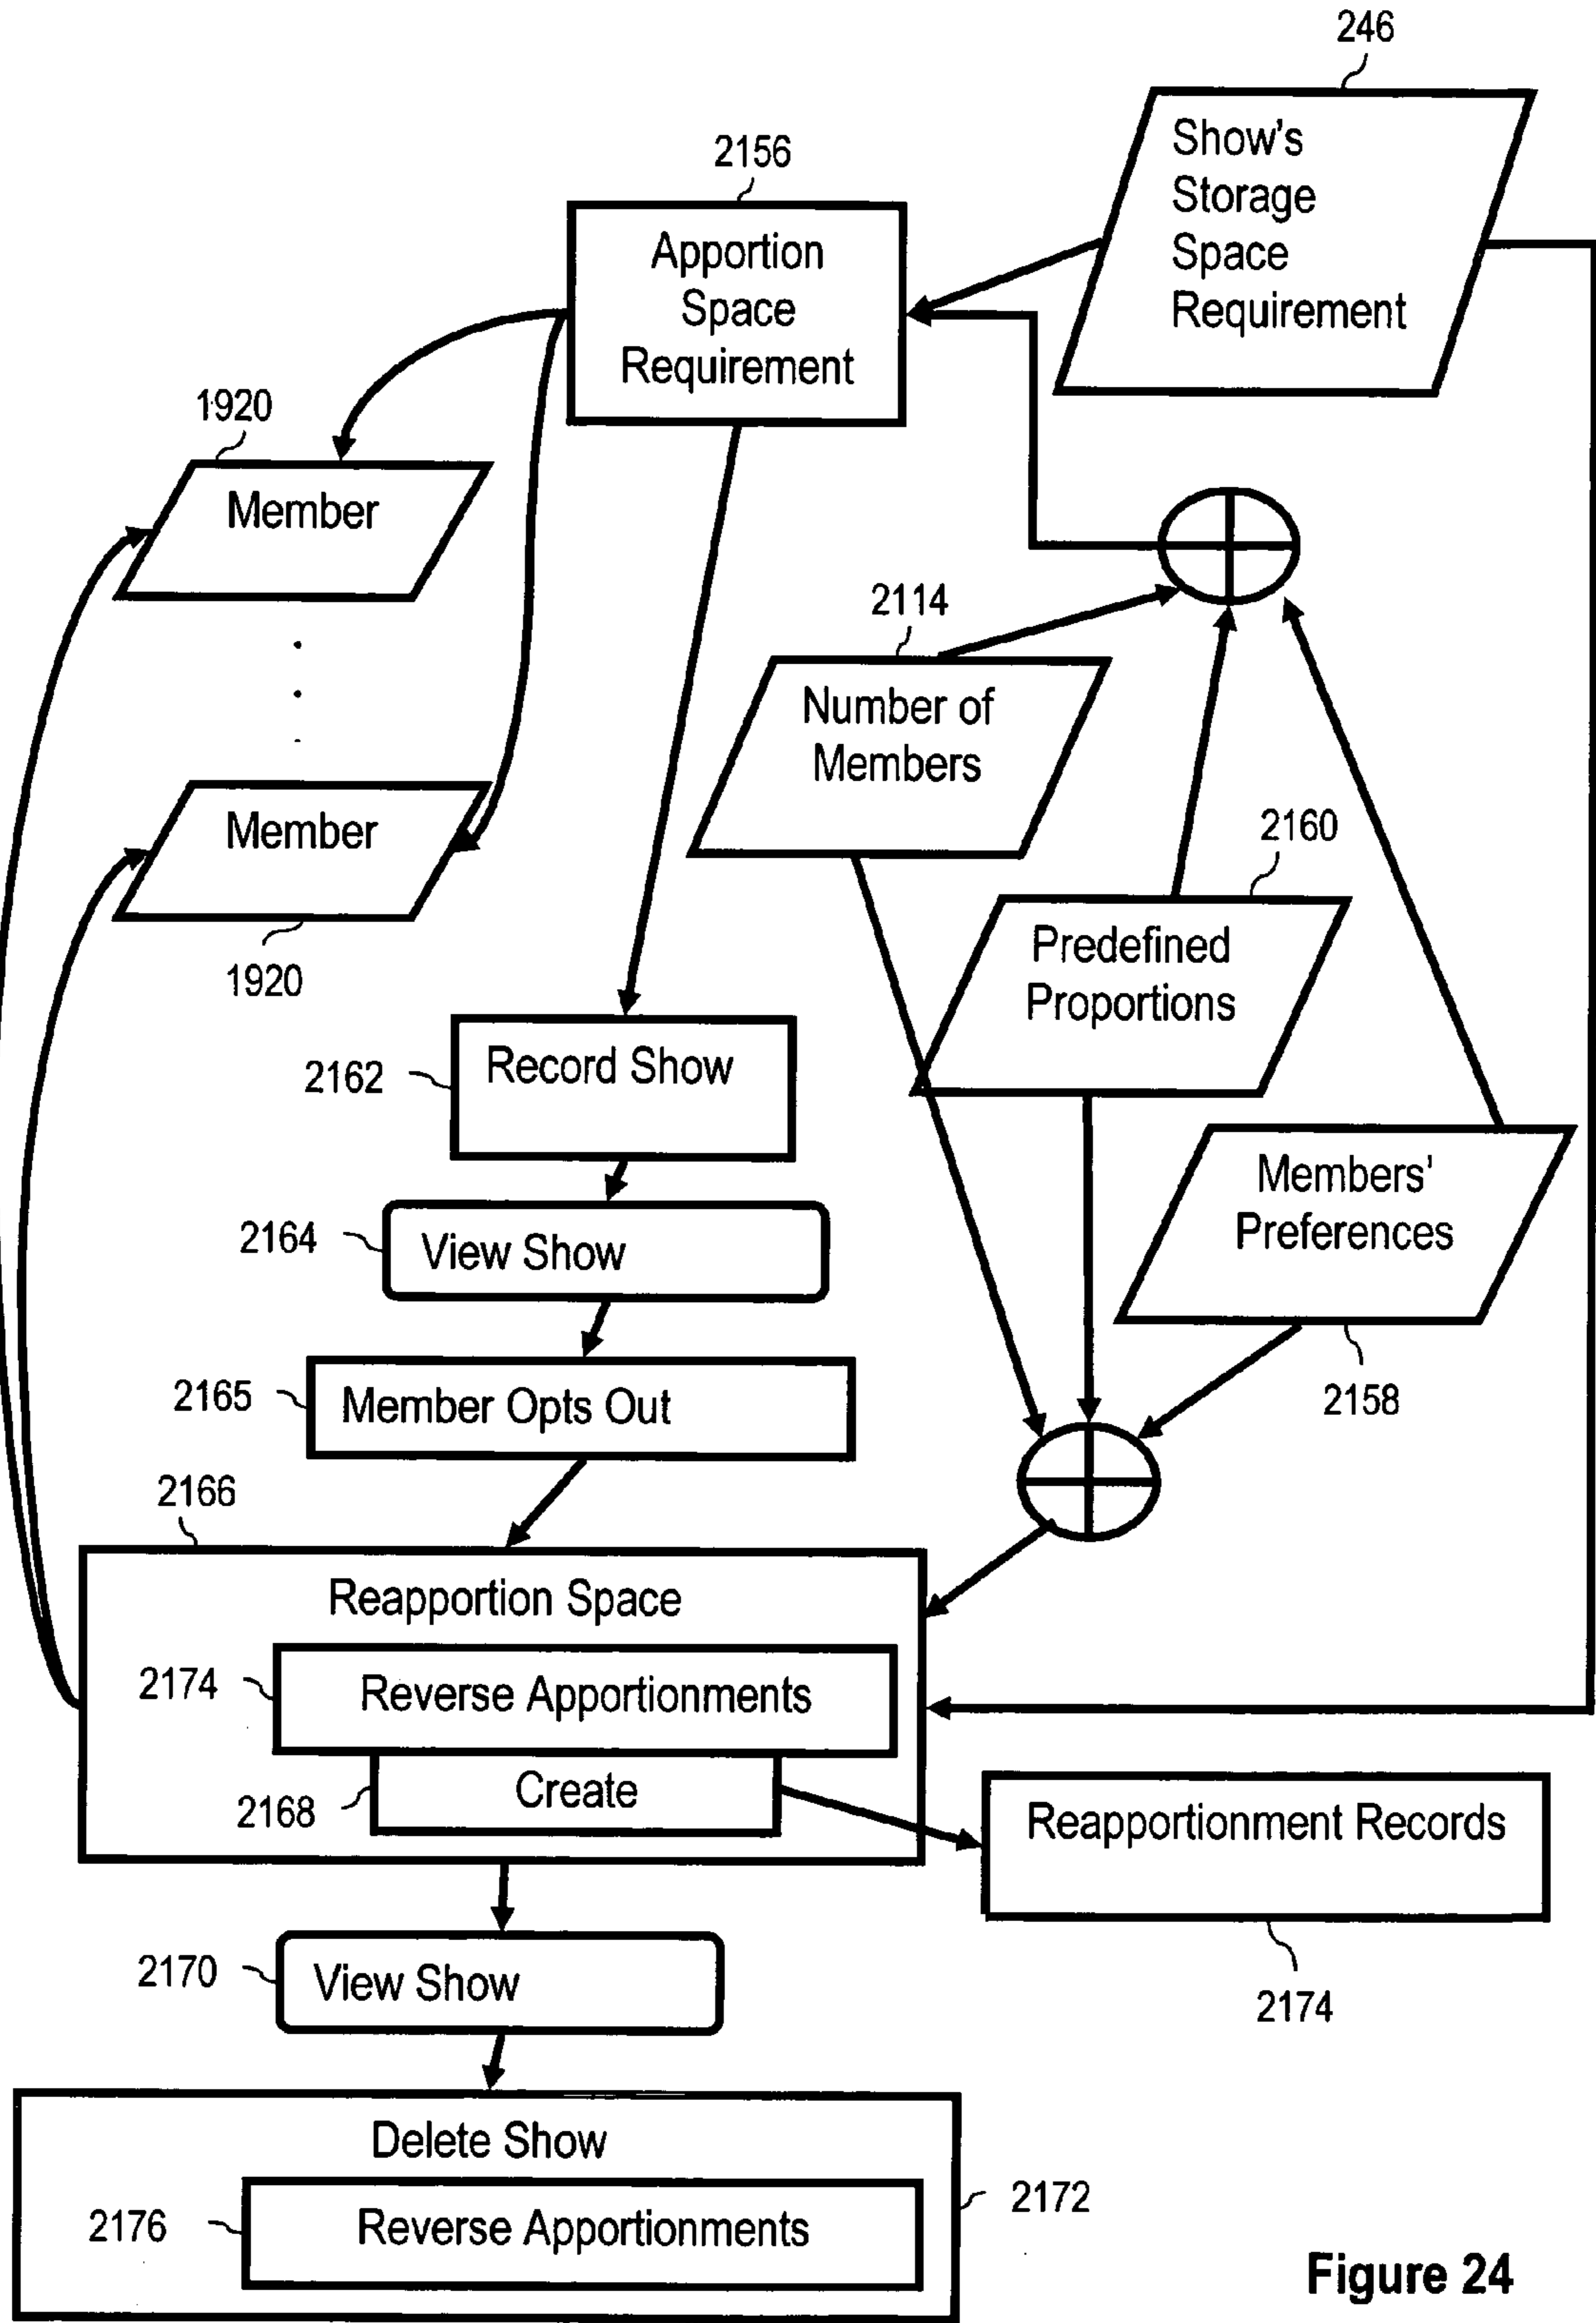 246
Show's
Storage
Space
Requirement
2156
Apportion
Space
Requirement
1920
Member
2114
Number of
Members
Member
1920
2160
Predefined
Proportions
2162
Record Show
Members'
Preferences
2158
2164
View Show
2165
Member Opts Out
2166
Reapportion Space
2174
Reverse Apportionments
2168
Create
Reapportionment Records
2174
2170
View Show
Delete Show
2172
2176
Reverse Apportionments
Figure 24